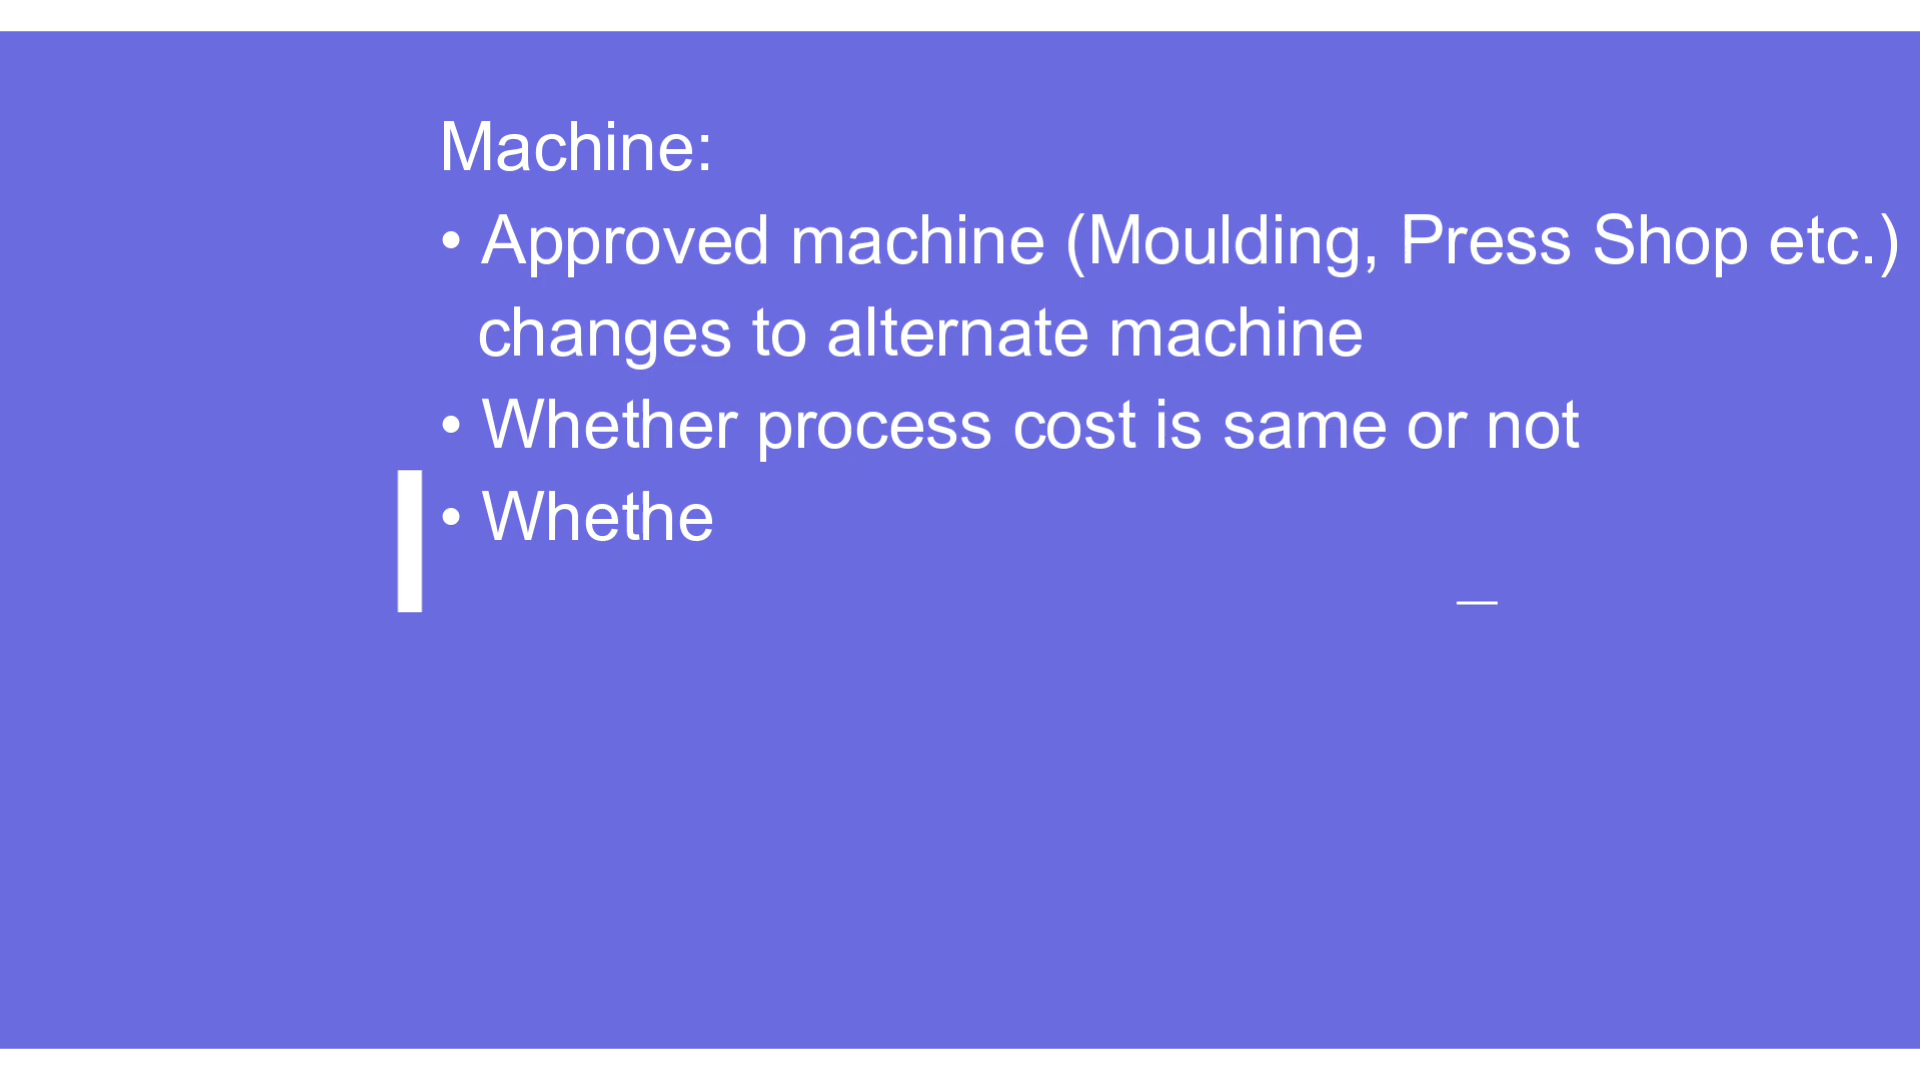 Machine:
• Approved machine (Moulding, Press Shop etc.)
changes to alternate machine
• Whether process cost is same or not
• Whethe